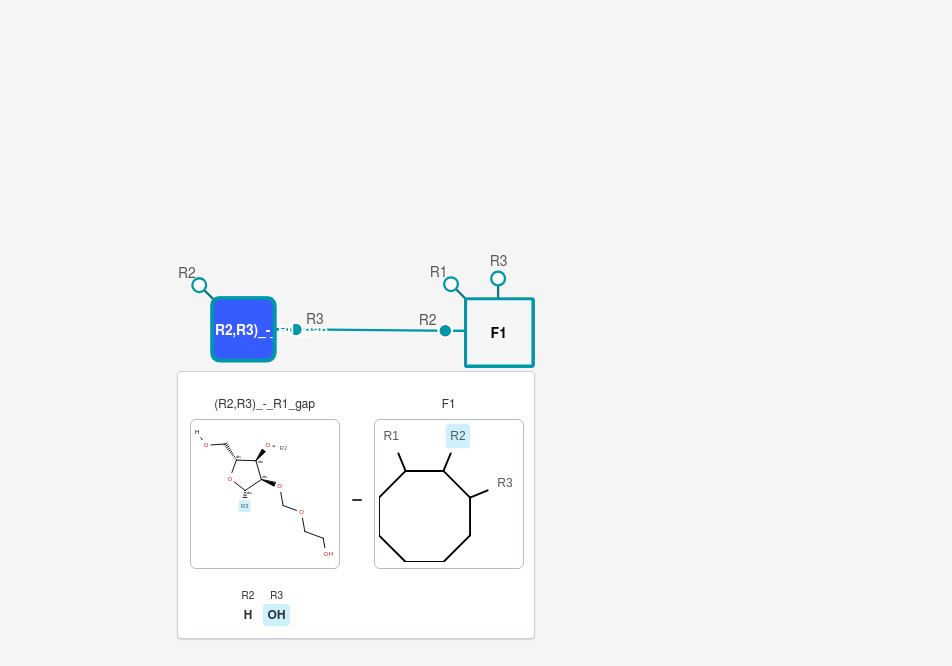 R3
R1
R2
R3
R2
R2,R3)_-_R1_gap
F1
(R2,R3)_-_R1_gap
F1
H
O
O
R2
O
R3
O
O
OH
R1
R2
R3
R2
R3
H
OH